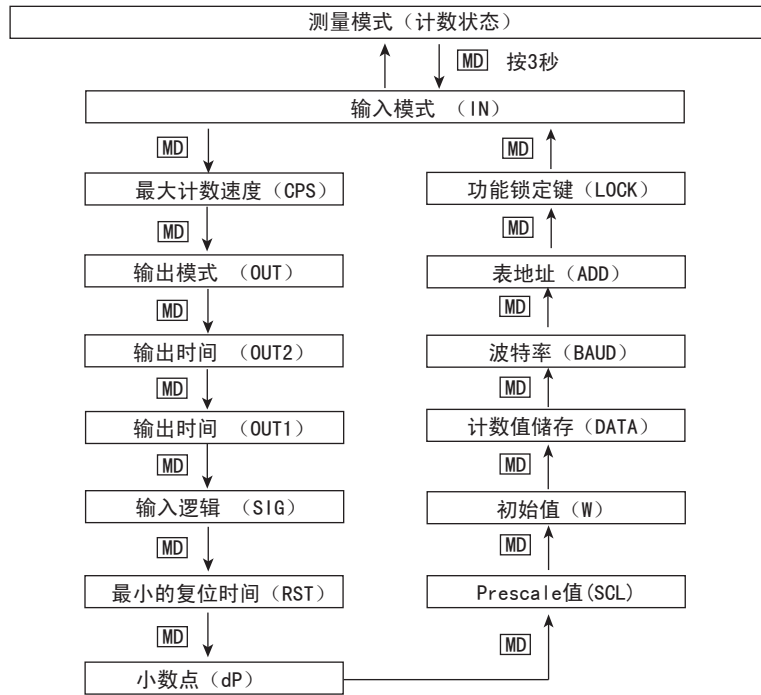 测量模式（计数状态）
MD 按3秒
输入模式 （IN）
MD
MD
最大计数速度（CPS）
功能锁定键（LOCK）
MD
MD
输出模式 （OUT）
表地址（ADD）
MD
MD
输出时间 （OUT2）
波特率（BAUD）
MD
MD
输出时间 （OUT1）
计数值储存（DATA）
MD
MD
输入逻辑 （SIG）
初始值（W）
MD
MD
最小的复位时间（RST）
Prescale值(SCL)
MD
MD
小数点（dP）